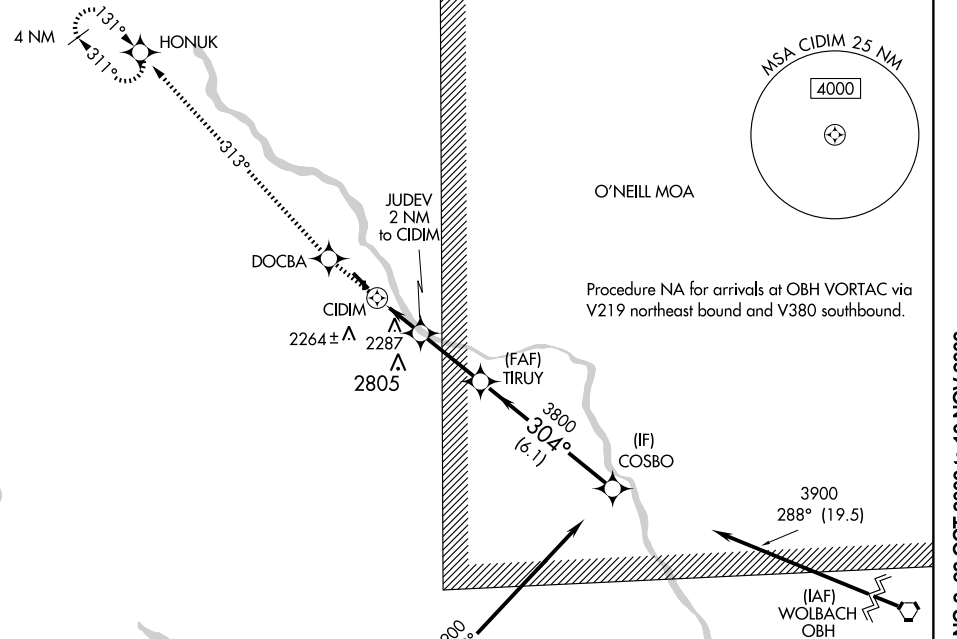 131°
4 NM
HONUK
311°
MSA CIDIM 25 NM
4000
313°
O'NEILL MOA
JUDEV
2 NM
to CIDIM
DOCBA
CIDIM
Procedure NA for arrivals at OBH VORTAC via
V219 northeast bound and V380 southbound.
2264 ±
2287
2805
(FAF)
TIRUY
3800
304°
(6.1)
(IF)
COSBO
3900
288° (19.5)
(IAF)
WOLBACH
OBH